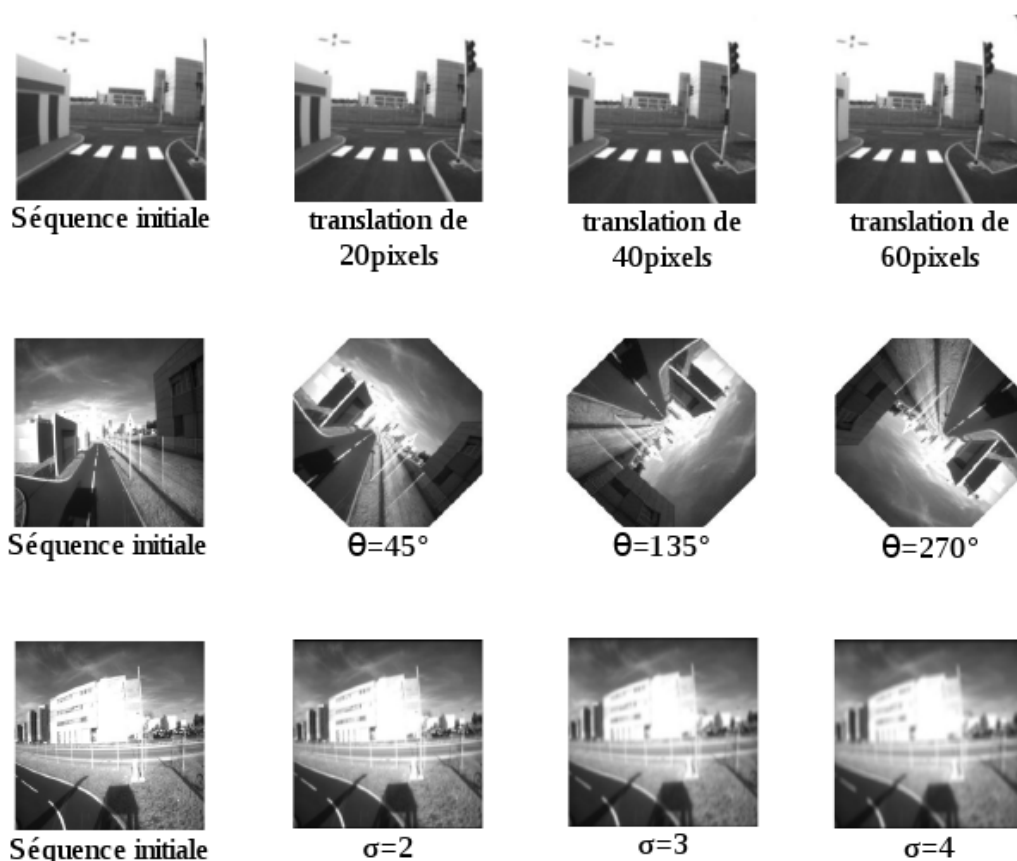 Séquence initiale
translation de
20pixels
translation de
40pixels
translation de
60pixels
Séquence initiale
θ=45°
θ=135°
θ=270°
Séquence initiale
σ=2
σ=3
σ=4